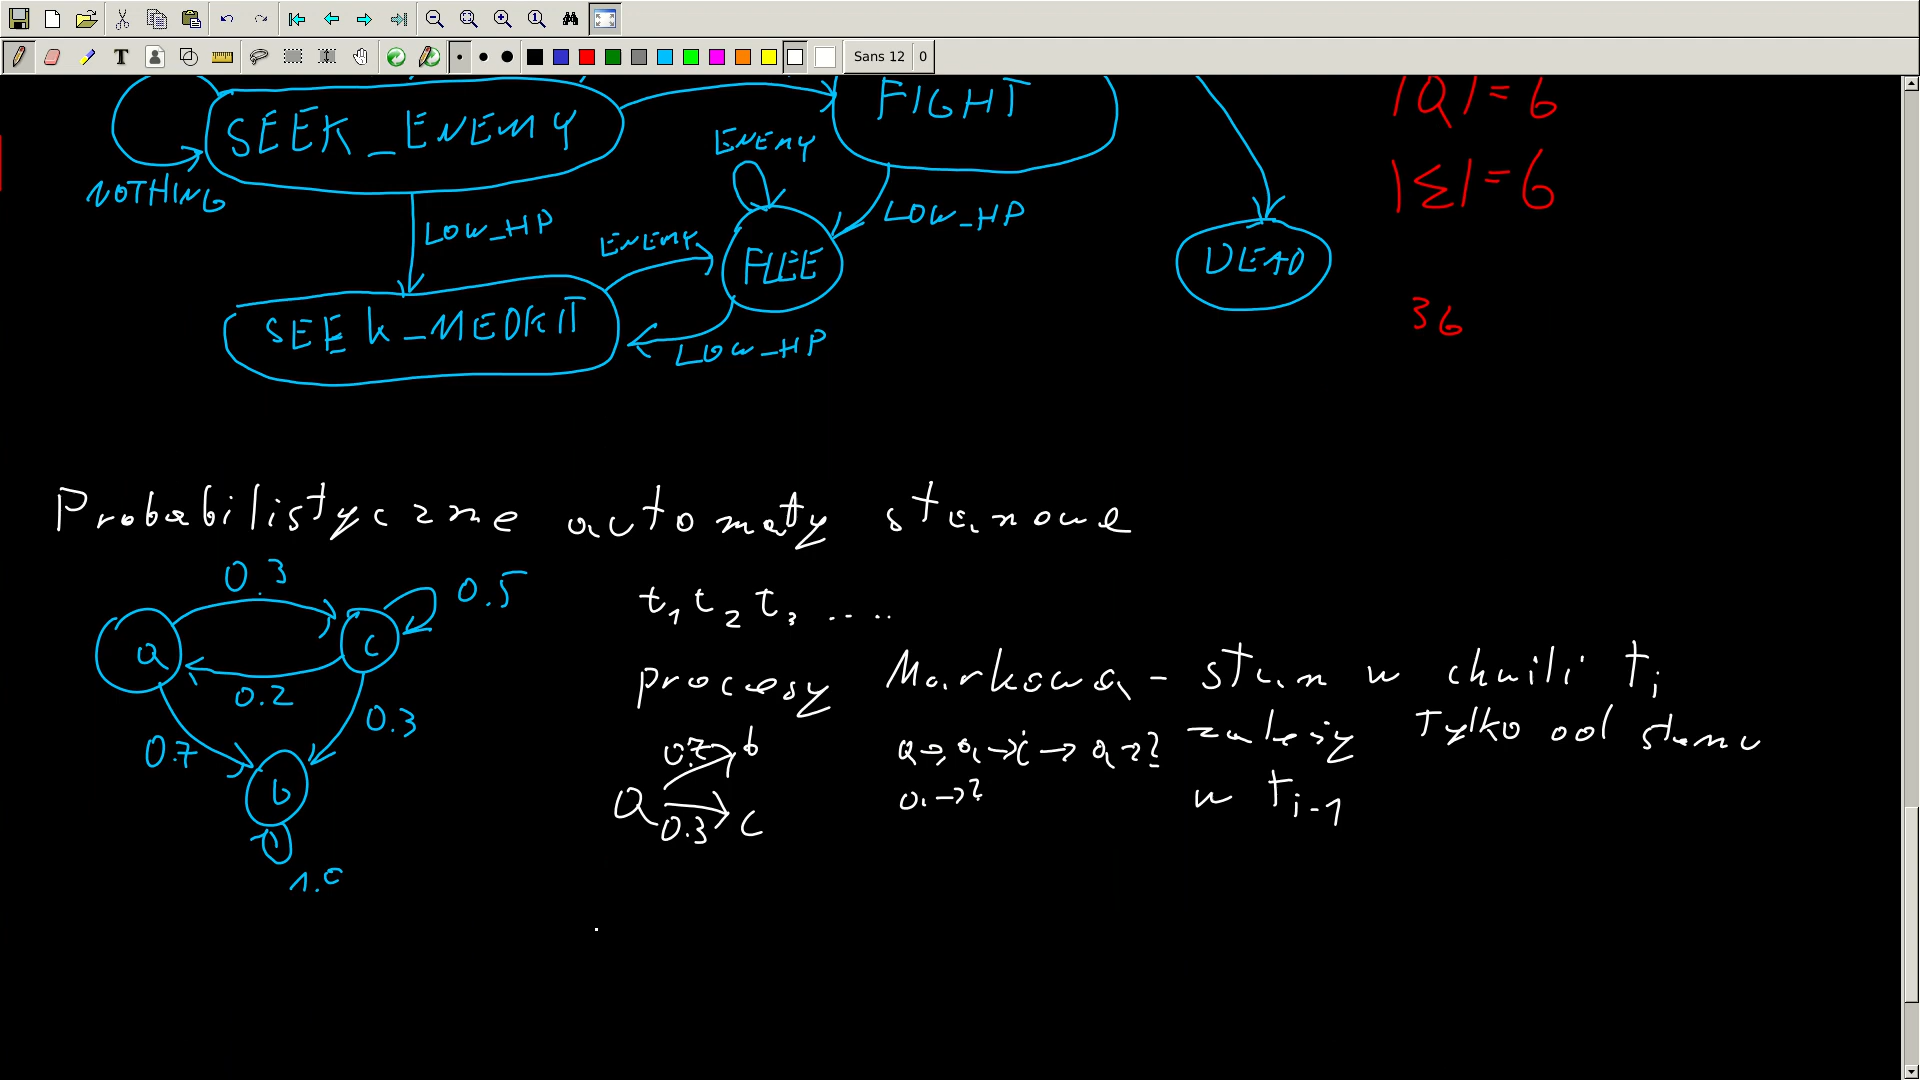 Sans 12 0
FIGHT
|Q| = 6
SEEK_ENEMY
ENEMY
NOTHING
|Σ| = 6
LOW_HP
LOW_HP
ENEMY
FLEE
DEAD
SEEK_MEDKIT
LOW_HP
36
Probabilistyczne automaty stanowe
0.3
0.5
t1 t2 t3 ....
a
c
procesy Markowa - stan w chwili ti
0.2
0.3
zależy tylko od stanu
0.7
0.7 b
a → a → c → a → ?
b
a
a → ?
w ti-1
0.3 c
1.0